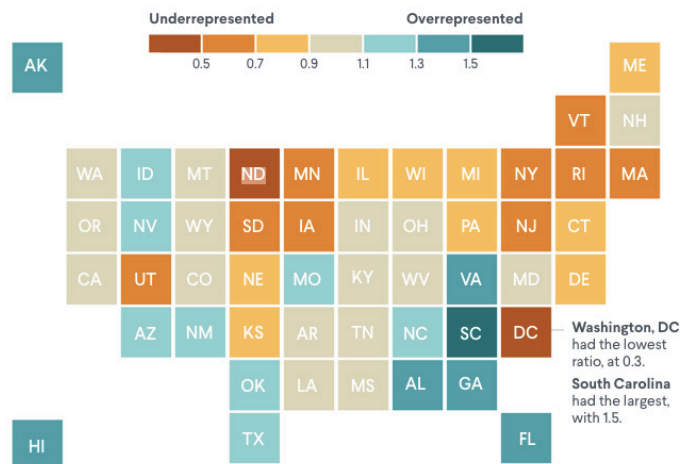 Underrepresented Overrepresented
0.5 0.7 0.9 1.1 1.3 1.5
AK ME
VT NH
WA ID MT ND MN IL WI MI NY RI MA
OR NV WY SD IA IN OH PA NJ CT
CA UT CO NE MO KY WV VA MD DE
AZ NM KS AR TN NC SC DC
Washington, DC
had the lowest
ratio, at 0.3.
South Carolina
had the largest,
with 1.5.
OK LA MS AL GA
HI TX FL